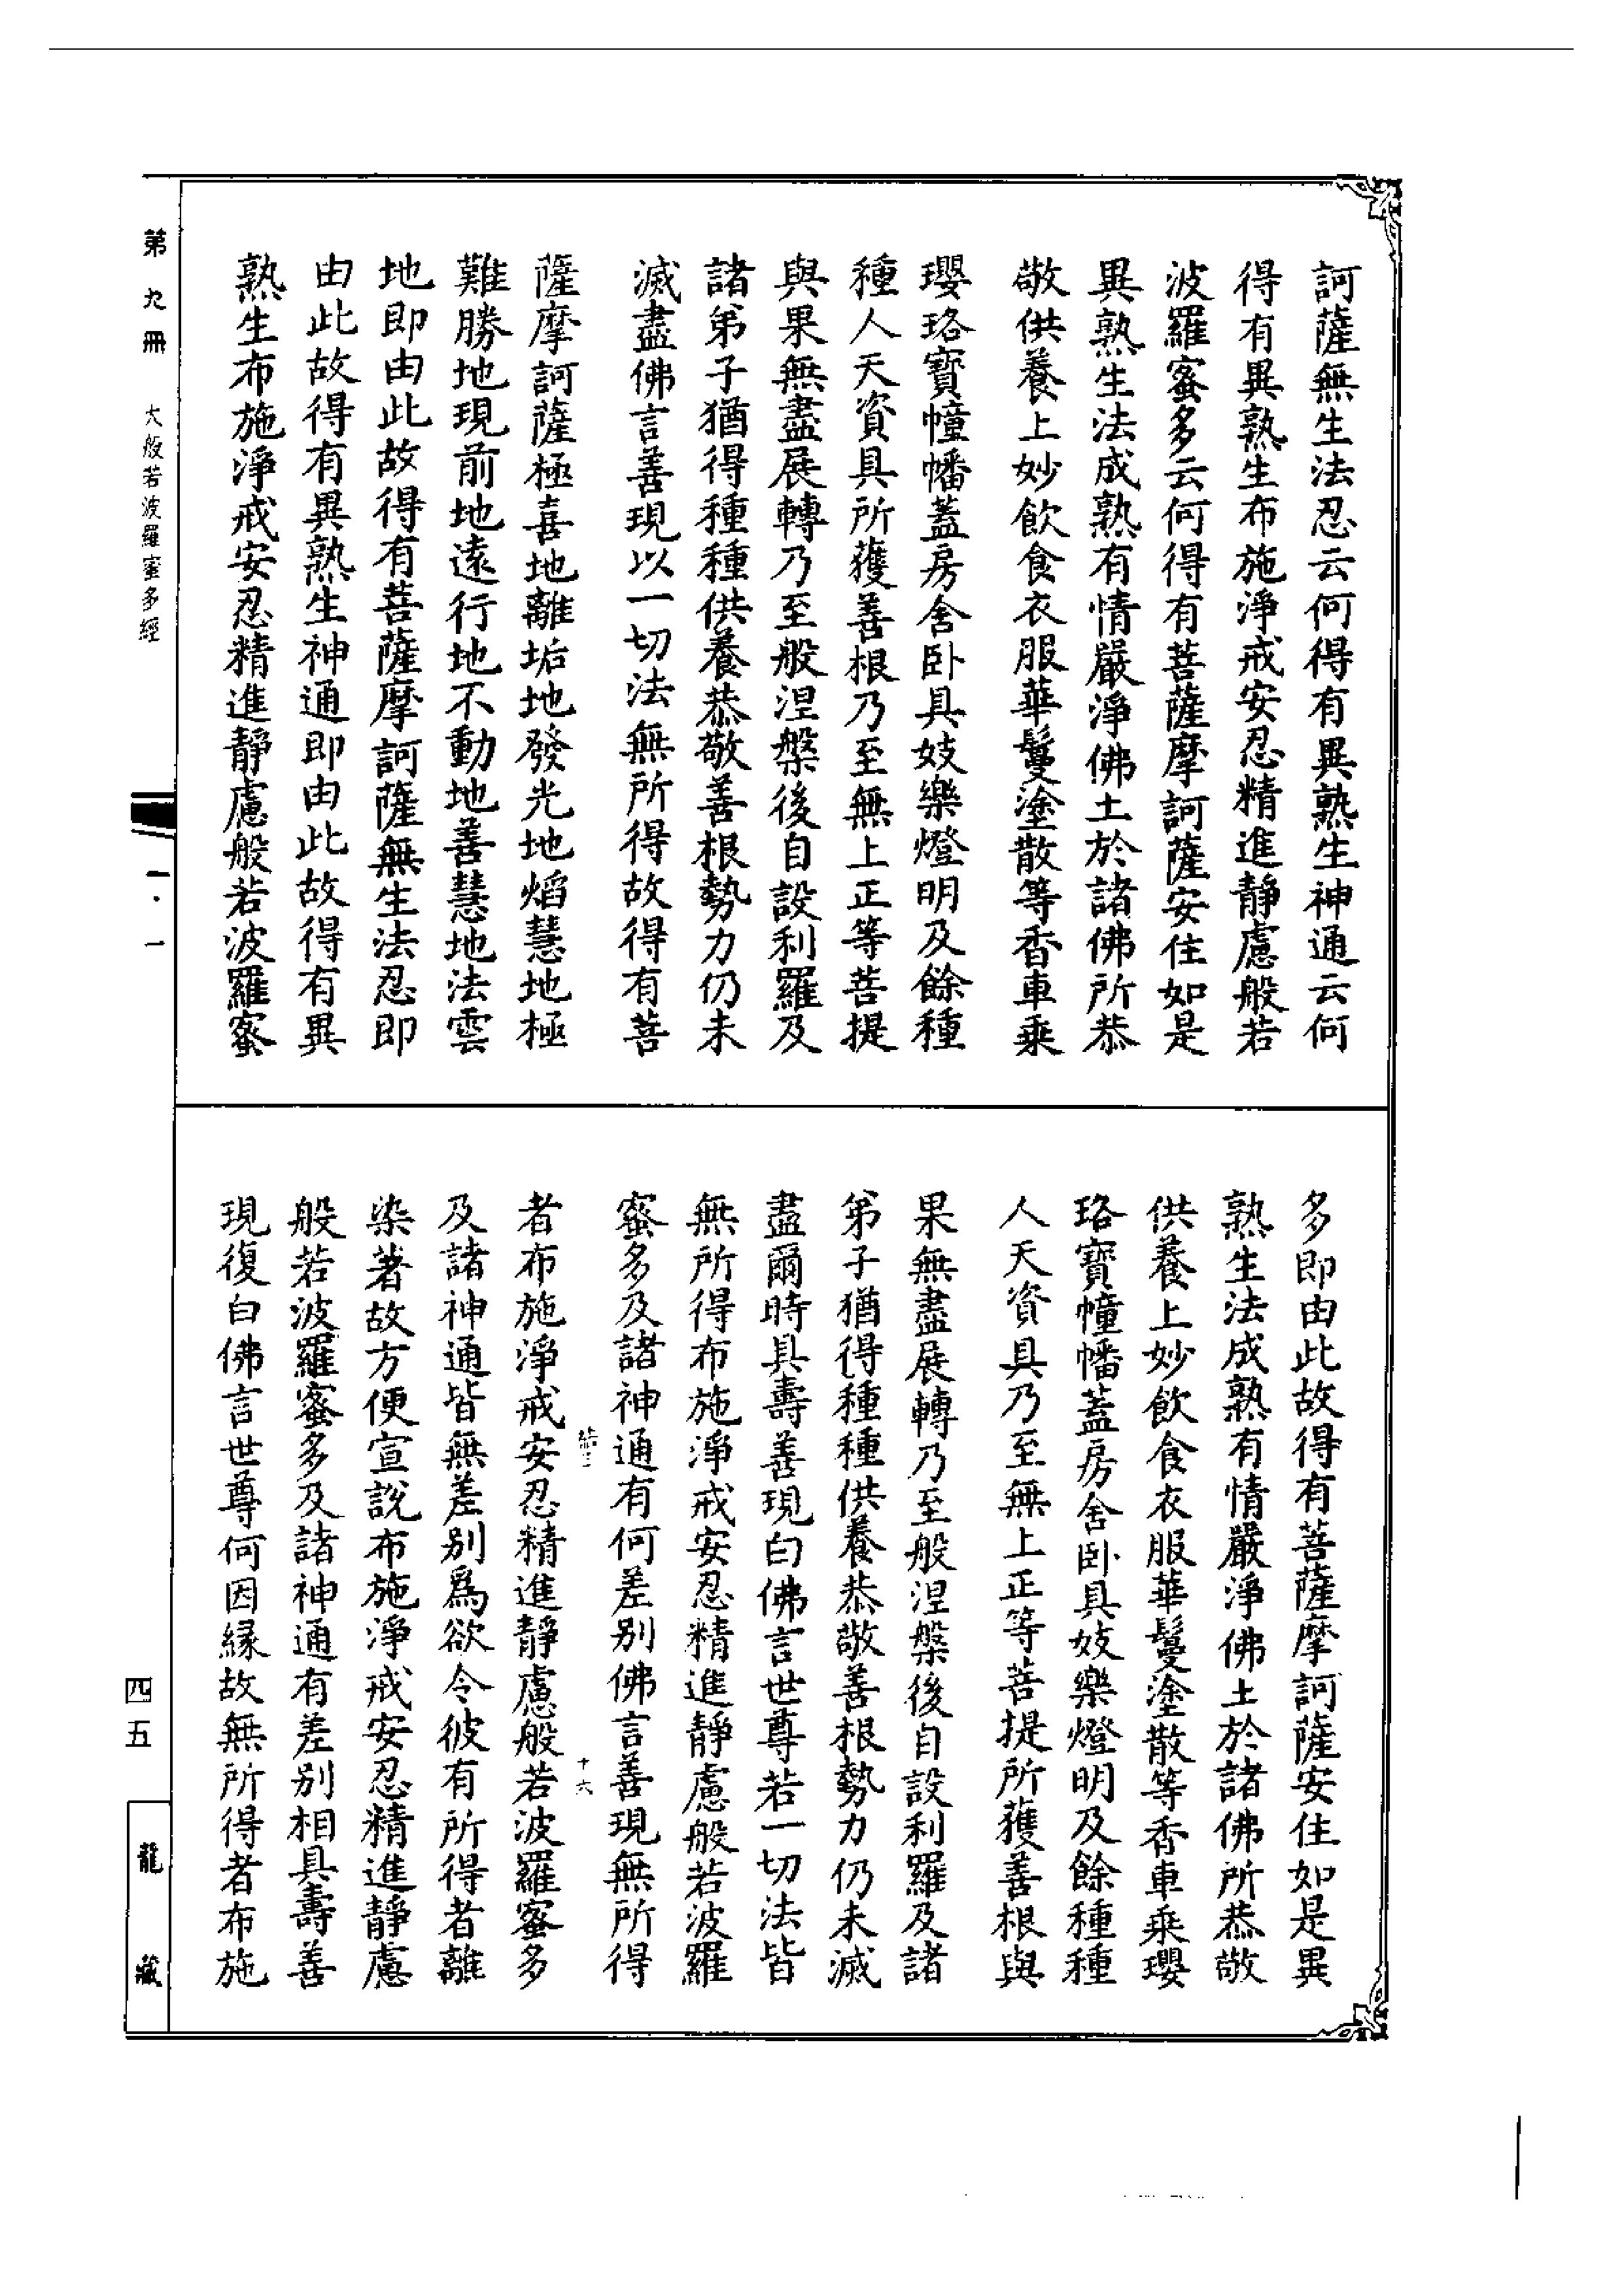 訶薩無生法忍云何得有異熟生神通云何
得有異熟生布施淨戒安忍精進靜慮般若
波羅蜜多云何得有菩薩摩訶薩安住如是
異熟生法成熟有情嚴淨佛土於諸佛所恭
敬供養上妙飲食衣服華鬘塗散等香車乘
瓔珞寶幢幡蓋房舍臥具妓樂燈明及餘種
種人天資具所獲善根乃至無上正等菩提
與果無盡展轉乃至般涅槃後自設利羅及
諸弟子猶得種種供養恭敬善根勢力仍未
滅盡佛言善現以一切法無所得故得有菩
薩摩訶薩極喜地離垢地發光地焰慧地極
難勝地現前地遠行地不動地善慧地法雲
地即由此故得有菩薩摩訶薩無生法忍即
由此故得有異熟生神通即由此故得有異
熟生布施淨戒安忍精進靜慮般若波羅蜜
多即由此故得有菩薩摩訶薩安住如是異
熟生法成熟有情嚴淨佛土於諸佛所恭敬
供養上妙飲食衣服華鬘塗散等香車乘瓔
珞寶幢幡蓋房舍臥具妓樂燈明及餘種種
人天資具乃至無上正等菩提所獲善根與
果無盡展轉乃至般涅槃後自設利羅及諸
弟子猶得種種供養恭敬善根勢力仍未滅
盡爾時具壽善現白佛言世尊若一切法皆
無所得布施淨戒安忍精進靜慮般若波羅
蜜多及諸神通有何差別佛言善現無所得
十六
者布施淨戒安忍精進靜慮般若波羅蜜多
及諸神通皆無差別爲欲令彼有所得者離
染著故方便宣說布施淨戒安忍精進靜慮
般若波羅蜜多及諸神通有差別相具壽善
現復白佛言世尊何因緣故無所得者布施
第九冊 大般若波羅蜜多經
一·一
四五
龍藏